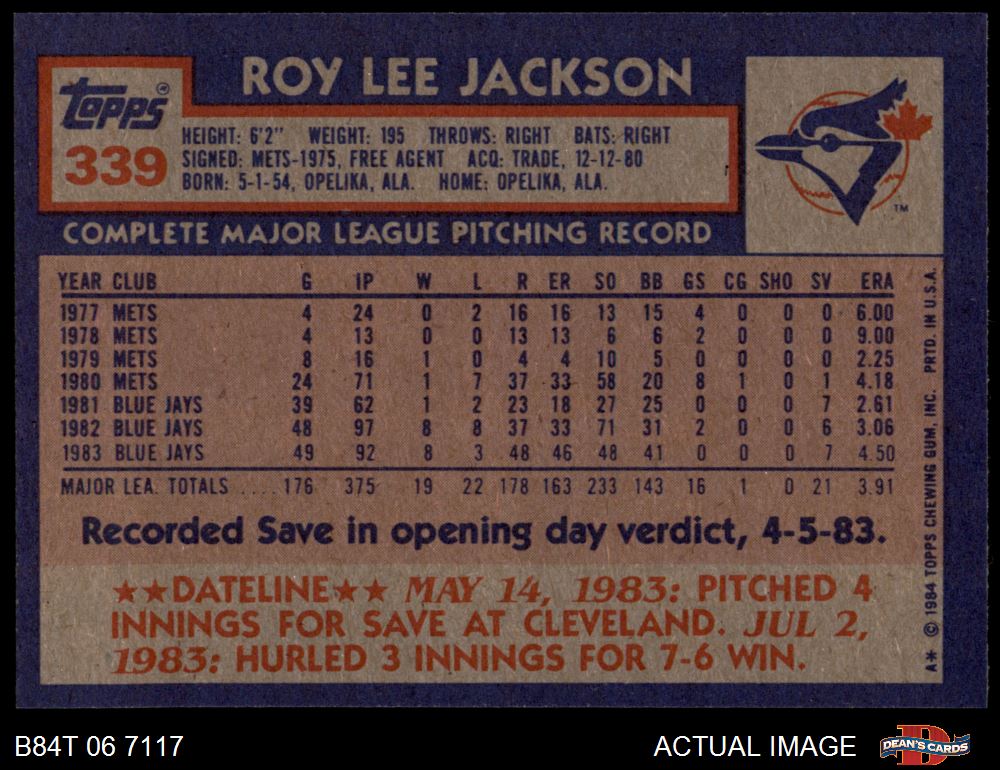 ROY LEE JACKSON
Topps ®
339
HEIGHT: 6'2" WEIGHT: 195 THROWS: RIGHT BATS: RIGHT
SIGNED: METS-1975, FREE AGENT ACQ: TRADE, 12-12-80
BORN: 5-1-54, OPELIKA, ALA. HOME: OPELIKA, ALA.
TM
COMPLETE MAJOR LEAGUE PITCHING RECORD
YEAR CLUB G IP W L R ER SO BB GS CG SHO SV ERA
1977 METS 4 24 0 2 16 16 13 15 4 0 0 0 6.00
1978 METS 4 13 0 0 13 13 6 6 2 0 0 0 9.00
1979 METS 8 16 1 0 4 4 10 5 0 0 0 0 2.25
1980 METS 24 71 1 7 37 33 58 20 8 1 0 1 4.18
1981 BLUE JAYS 39 62 1 2 23 18 27 25 0 0 0 7 2.61
1982 BLUE JAYS 48 97 8 8 37 33 71 31 2 0 0 6 3.06
1983 BLUE JAYS 49 92 8 3 48 46 48 41 0 0 0 7 4.50
MAJOR LEA. TOTALS .... 176 375 19 22 178 163 233 143 16 1 0 21 3.91
Recorded Save in opening day verdict, 4-5-83.
★★DATELINE★★ MAY 14, 1983: PITCHED 4
INNINGS FOR SAVE AT CLEVELAND. JUL 2,
1983: HURLED 3 INNINGS FOR 7-6 WIN.
A* © 1984 TOPPS CHEWING GUM, INC. PRTD. IN U.S.A.
B84T 06 7117
ACTUAL IMAGE
D
DEAN'S CARDS